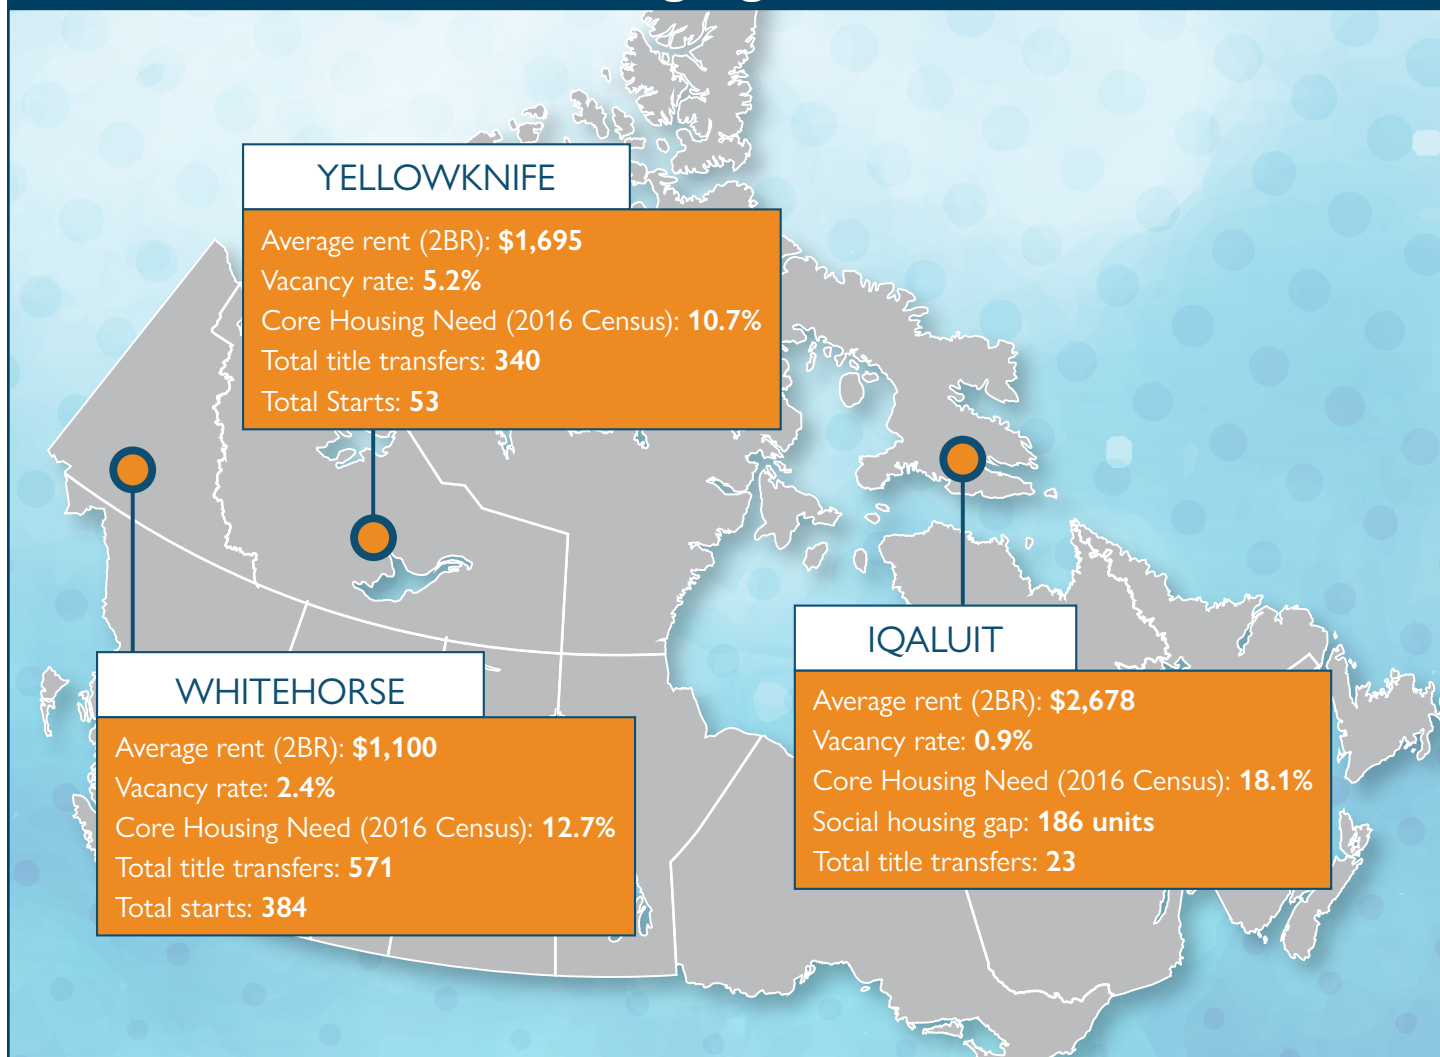 YELLOWKNIFE
Average rent (2BR): $1,695
Vacancy rate: 5.2%
Core Housing Need (2016 Census): 10.7%
Total title transfers: 340
Total Starts: 53
WHITEHORSE
Average rent (2BR): $1,100
Vacancy rate: 2.4%
Core Housing Need (2016 Census): 12.7%
Total title transfers: 571
Total starts: 384
IQALUIT
Average rent (2BR): $2,678
Vacancy rate: 0.9%
Core Housing Need (2016 Census): 18.1%
Social housing gap: 186 units
Total title transfers: 23